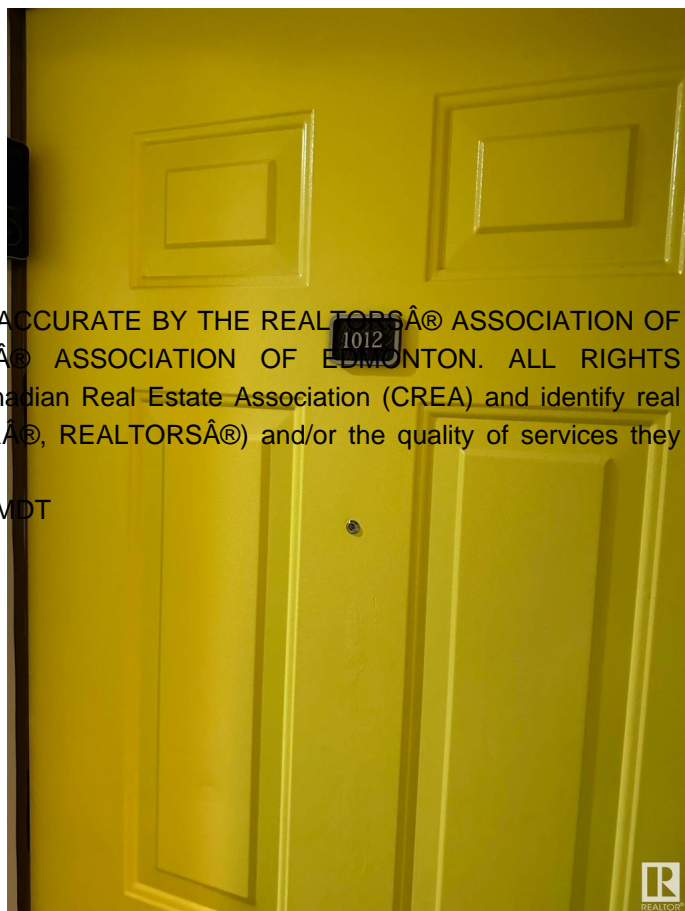 ACCURATE BY THE REALTORSÂ® ASSOCIATION OF
Â® ASSOCIATION OF EDMONTON. ALL RIGHTS
nadian Real Estate Association (CREA) and identify real
Â®, REALTORSÂ®) and/or the quality of services they
MDT
1012
R
REALTOR®